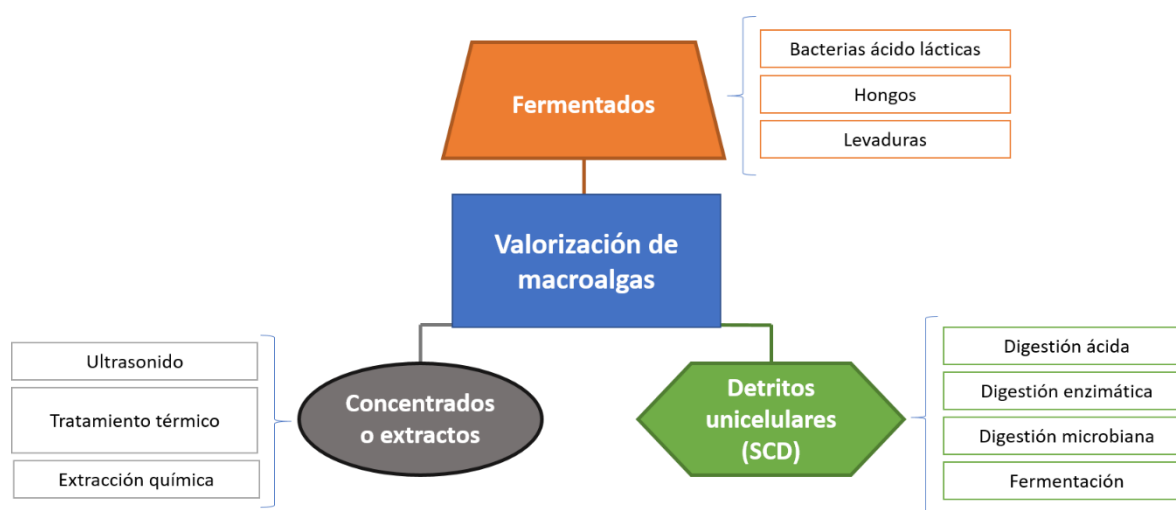 Fermentados
Bacterias ácido lácticas
Hongos
Levaduras
Valorización de
macroalgas
Ultrasonido
Tratamiento térmico
Extracción química
Concentrados
o extractos
Detritos
unicelulares
(SCD)
Digestión ácida
Digestión enzimática
Digestión microbiana
Fermentación